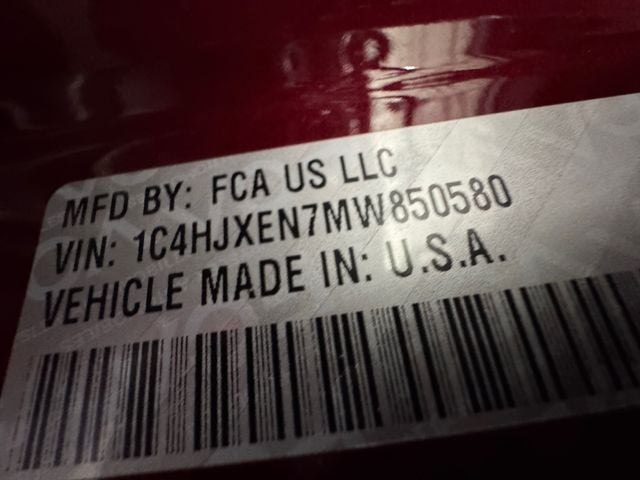 MFD BY: FCA US LLC
VIN: 1C4HJXEN7MW850580
VEHICLE MADE IN: U.S.A.